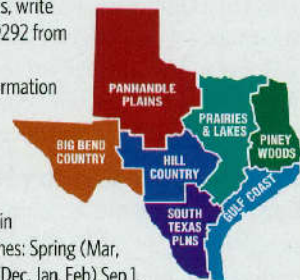 s, write
9292 from
rmation
in
nes: Spring (Mar,
Dec, Jan, Feb) Sep 1
PANHANDLE
PLAINS
PRAIRIES
& LAKES
PINEY
WOODS
BIG BEND
COUNTRY
HILL
COUNTRY
GULF COAST
SOUTH
TEXAS
PLNS